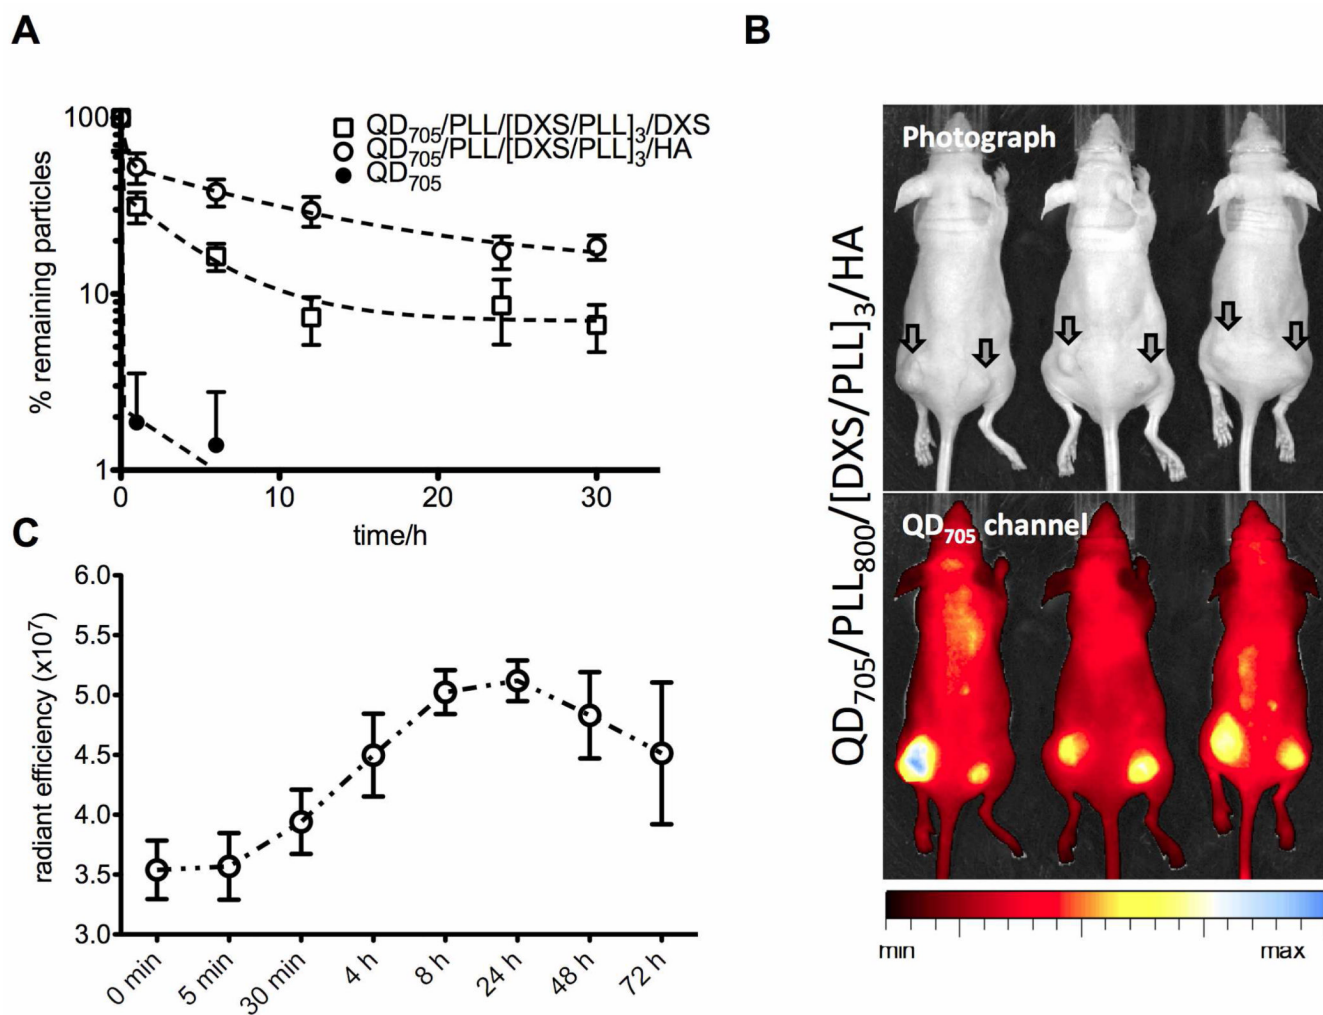 A
100
10
1
% remaining particles
QD705/PLL/[DXS/PLL]3/DXS
QD705/PLL/[DXS/PLL]3/HA
QD705
0
10
20
30
time/h
B
QD705/PLL800/[DXS/PLL]3/HA
Photograph
QD705 channel
min
max
C
6.0
5.5
5.0
4.5
4.0
3.5
3.0
radiant efficiency (x10⁷)
0 min
5 min
30 min
4 h
8 h
24 h
48 h
72 h